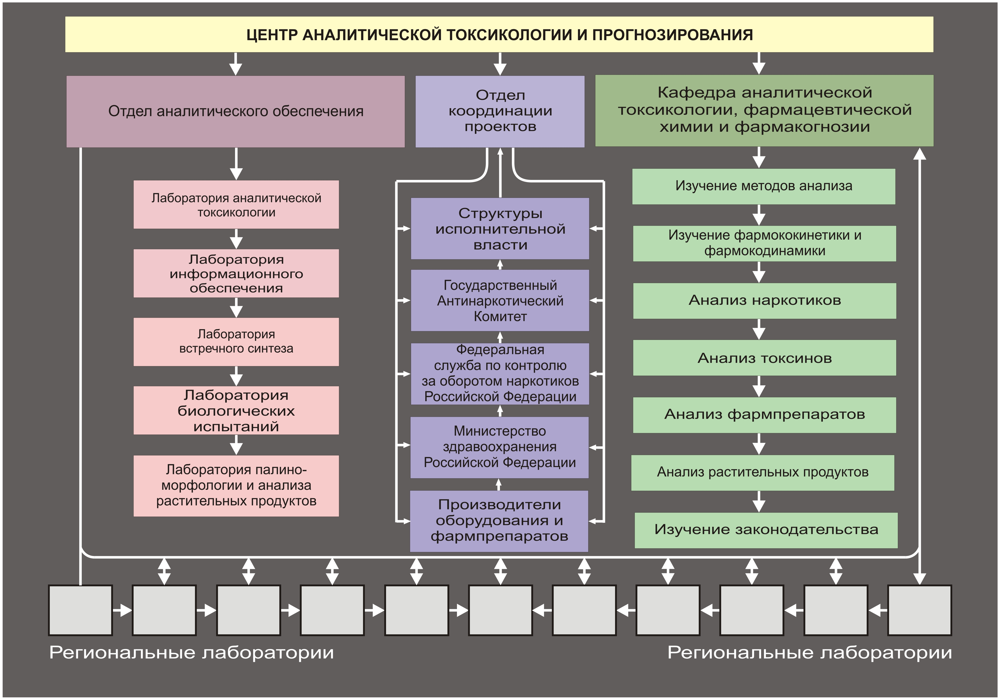 ЦЕНТР АНАЛИТИЧЕСКОЙ ТОКСИКОЛОГИИ И ПРОГНОЗИРОВАНИЯ
Отдел аналитического обеспечения
Отдел
координации
проектов
Кафедра аналитической
токсикологии, фармацевтической
химии и фармакогнозии
Лаборатория аналитической
токсикологии
Лаборатория
информационного
обеспечения
Лаборатория
встречного синтеза
Лаборатория
биологических
испытаний
Лаборатория палино-
морфологии и анализа
растительных продуктов
Структуры
исполнительной
власти
Государственный
Антинаркотический
Комитет
Федеральная
служба по контролю
за оборотом наркотиков
Российской Федерации
Министерство
здравоохранения
Российской Федерации
Производители
оборудования и
фармпрепаратов
Изучение методов анализа
Изучение фармококинетики и
фармокодинамики
Анализ наркотиков
Анализ токсинов
Анализ фармпрепаратов
Анализ растительных продуктов
Изучение законодательства
Региональные лаборатории
Региональные лаборатории